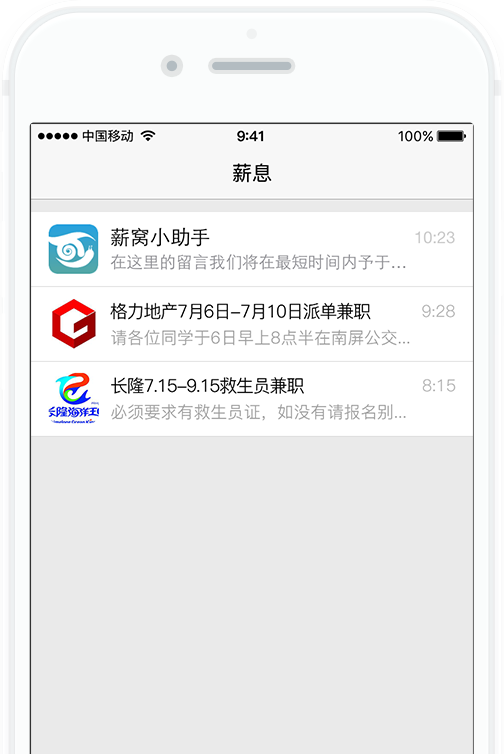 中国移动 9:41 100%
薪息
薪窝小助手 10:23
在这里的留言我们将在最短时间内予于...
格力地产7月6日-7月10日派单兼职 9:28
请各位同学于6日早上8点半在南屏公交...
长隆7.15-9.15救生员兼职 8:15
长隆海洋王国
必须要求有救生员证，如没有请报名别...